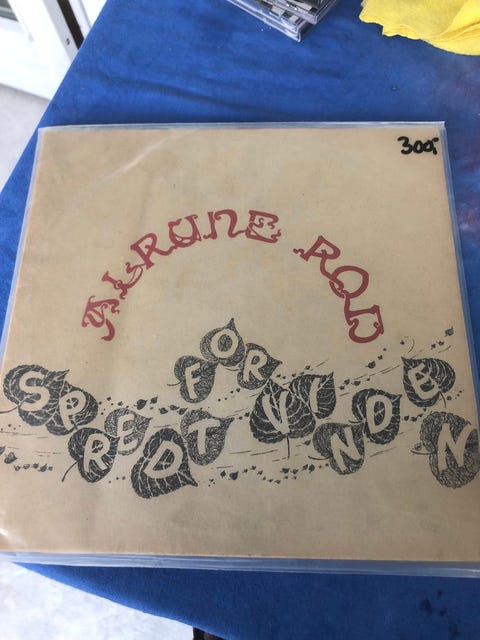 300,-
ALRUNE ROD
SPREDT FOR VINDEN